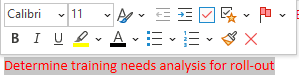 Calibri 11
B I U A
Determine training needs analysis for roll-out